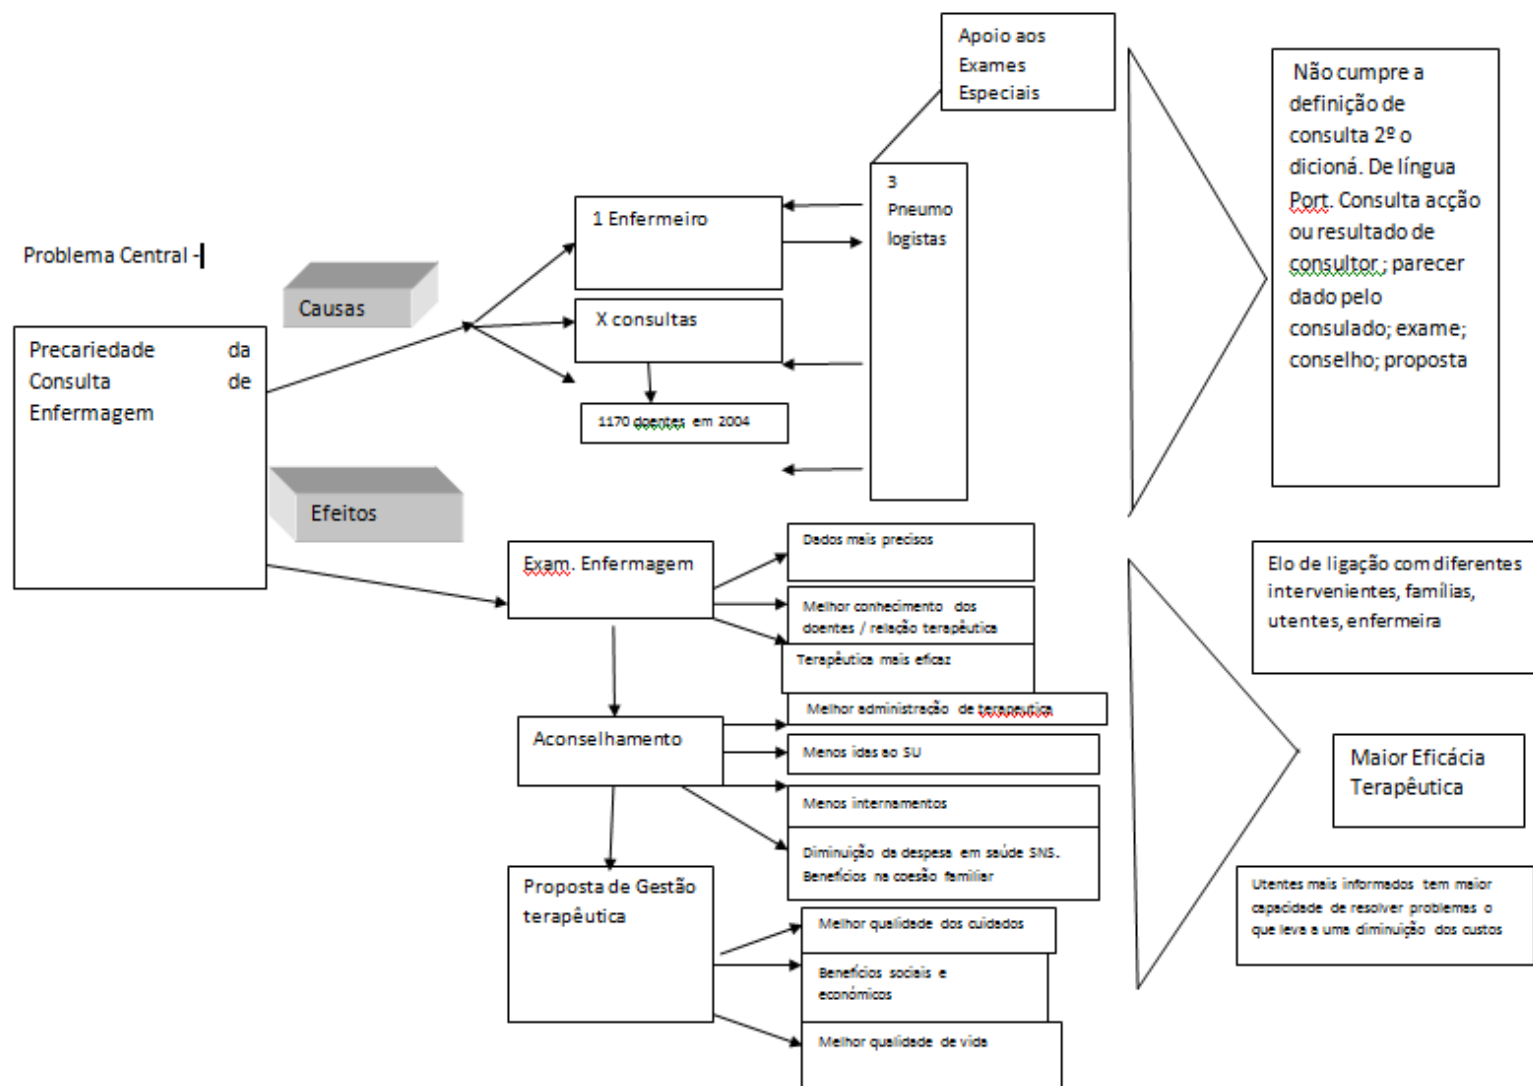 Problema Central -
Precariedade da
Consulta de
Enfermagem
Causas
1 Enfermeiro
X consultas
1170 doentes em 2004
3
Pneumo
logistas
Apoio aos
Exames
Especiais
Não cumpre a
definição de
consulta 2º o
dicioná. De língua
Port. Consulta acção
ou resultado de
consultor ; parecer
dado pelo
consulado; exame;
conselho; proposta
Efeitos
Exam. Enfermagem
Dados mais precisos
Melhor conhecimento dos
doentes / relação terapêutica
Terapêutica mais eficaz
Aconselhamento
Melhor administração de terapeutica
Menos idas ao SU
Menos internamentos
Diminuição da despesa em saúde SNS.
Benefícios na coesão familiar
Proposta de Gestão
terapêutica
Melhor qualidade dos cuidados
Benefícios sociais e
económicos
Melhor qualidade de vida
Elo de ligação com diferentes
intervenientes, famílias,
utentes, enfermeira
Maior Eficácia
Terapêutica
Utentes mais informados tem maior
capacidade de resolver problemas o
que leva a uma diminuição dos custos